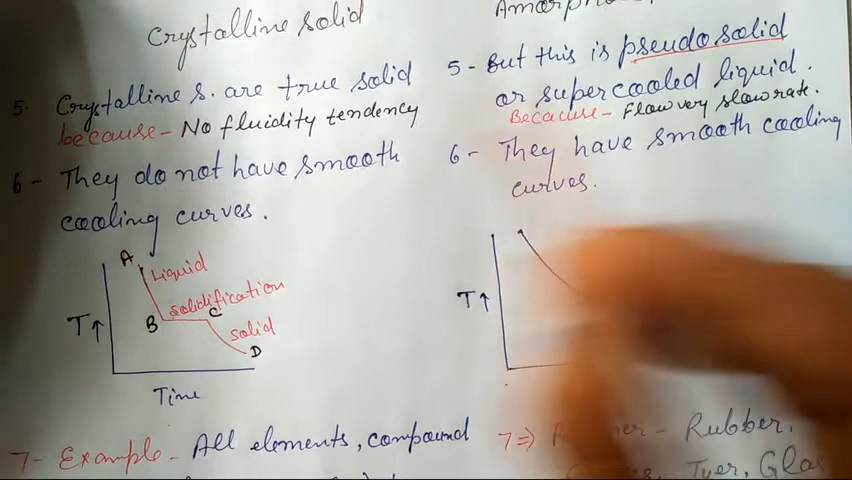 Crystalline solid
5- Crystalline s. are true solid
because- No fluidity tendency
6- They do not have smooth
cooling curves.
A
Liquid
solidification
B
C
solid
D
T↑
Time
7- Example- All elements, compound
5- But this is pseudo solid
or supercooled liquid.
Because- Flow very slow rate.
6- They have smooth cooling
curves.
T↑
7⇒ Rubber,
Tyer,